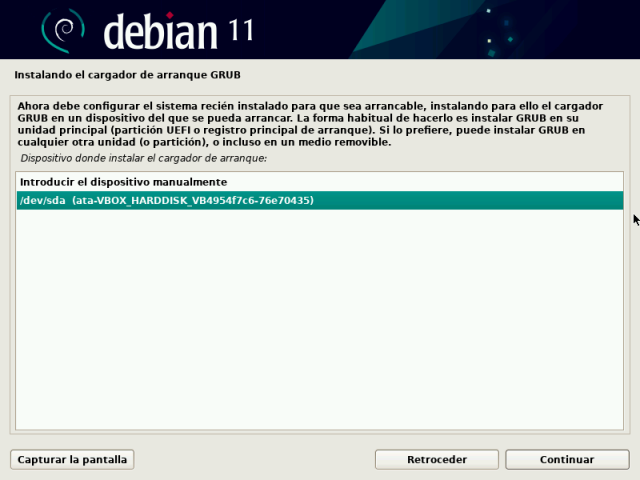 debian 11
Instalando el cargador de arranque GRUB
Ahora debe configurar el sistema recién instalado para que sea arrancable, instalando para ello el cargador
GRUB en un dispositivo del que se pueda arrancar. La forma habitual de hacerlo es instalar GRUB en su
unidad principal (partición UEFI o registro principal de arranque). Si lo prefiere, puede instalar GRUB en
cualquier otra unidad (o partición), o incluso en un medio removible.
Dispositivo donde instalar el cargador de arranque:
Introducir el dispositivo manualmente
/dev/sda (ata-VBOX_HARDDISK_VB4954f7c6-76e70435)
Capturar la pantalla Retroceder Continuar